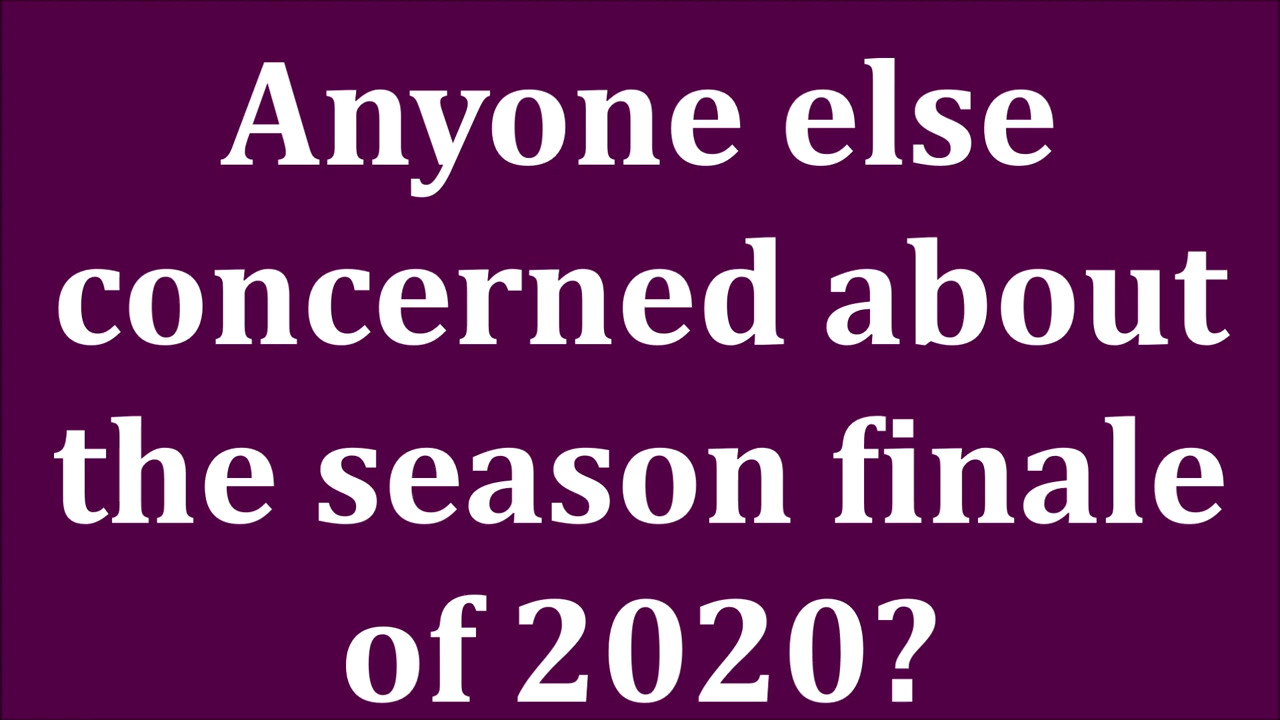 Anyone else
concerned about
the season finale
of 2020?